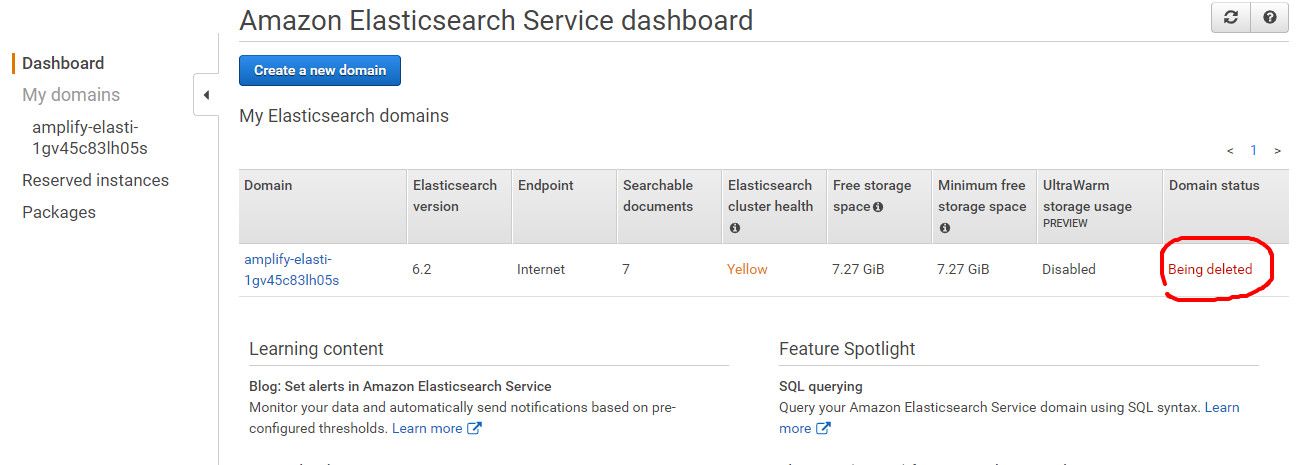 Amazon Elasticsearch Service dashboard
Dashboard
My domains
amplify-elasti-
1gv45c83lh05s
Reserved instances
Packages
Create a new domain
My Elasticsearch domains
< 1 >
Domain
Elasticsearch
version
Endpoint
Searchable
documents
Elasticsearch
cluster health
Free storage
space
Minimum free
storage space
UltraWarm
storage usage
PREVIEW
Domain status
amplify-elasti-
1gv45c83lh05s
6.2
Internet
7
Yellow
7.27 GiB
7.27 GiB
Disabled
Being deleted
Learning content
Blog: Set alerts in Amazon Elasticsearch Service
Monitor your data and automatically send notifications based on pre-
configured thresholds. Learn more
Feature Spotlight
SQL querying
Query your Amazon Elasticsearch Service domain using SQL syntax. Learn
more